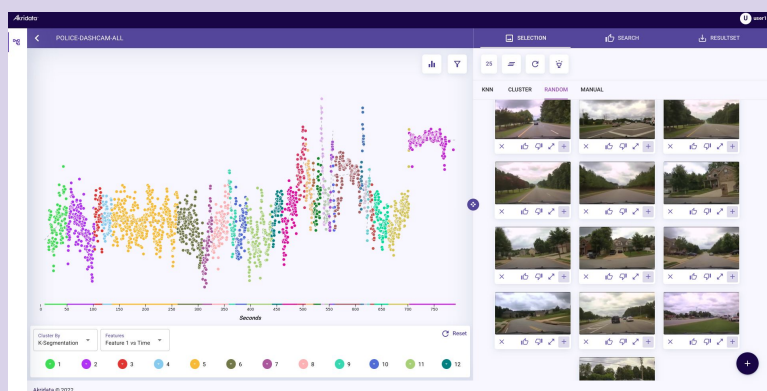 Akridata
U user1
POLICE-DASHCAM-ALL
SELECTION SEARCH RESULTSET
25
KNN CLUSTER RANDOM MANUAL
0 50 100 150 200 250 300 350 400 450 500 550 600 650 700 750
Seconds
Cluster By
K-Segmentation
Features
Feature 1 vs Time
Reset
1 2 3 4 5 6 7 8 9 10 11 12
Akridata © 2022